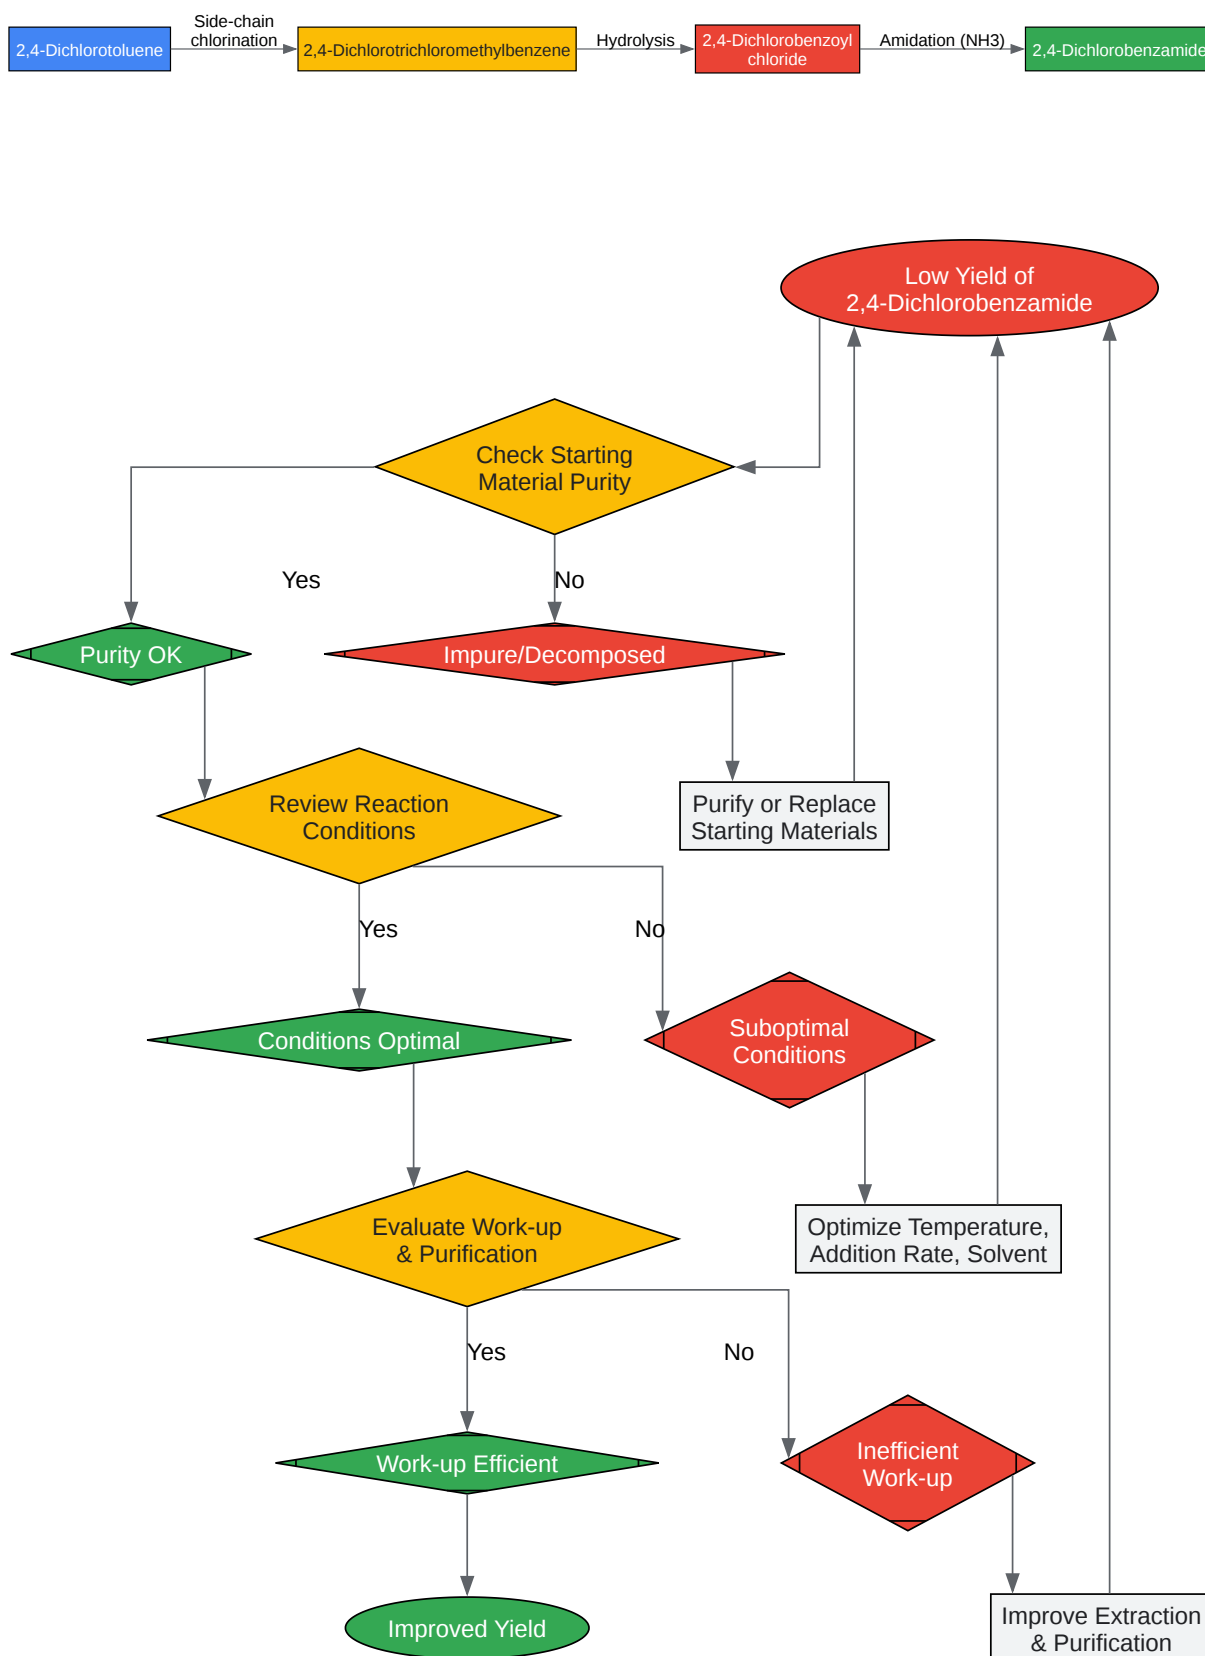 2,4-Dichlorotoluene
Side-chain
chlorination
2,4-Dichlorotrichloromethylbenzene
Hydrolysis
2,4-Dichlorobenzoyl
chloride
Amidation (NH3)
2,4-Dichlorobenzamide
Low Yield of
2,4-Dichlorobenzamide
Check Starting
Material Purity
Yes
No
Purity OK
Impure/Decomposed
Review Reaction
Conditions
Purify or Replace
Starting Materials
Yes
No
Conditions Optimal
Suboptimal
Conditions
Evaluate Work-up
& Purification
Optimize Temperature,
Addition Rate, Solvent
Yes
No
Work-up Efficient
Inefficient
Work-up
Improved Yield
Improve Extraction
& Purification